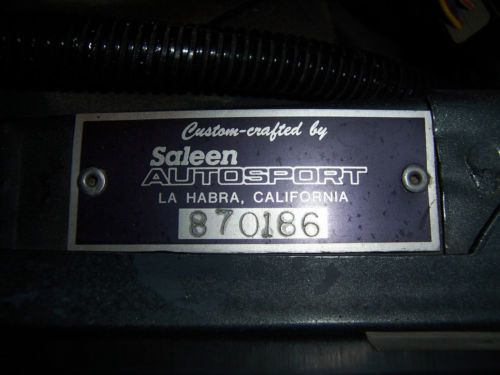 Custom-crafted by
Saleen
AUTOSPORT
LA HABRA, CALIFORNIA
870186